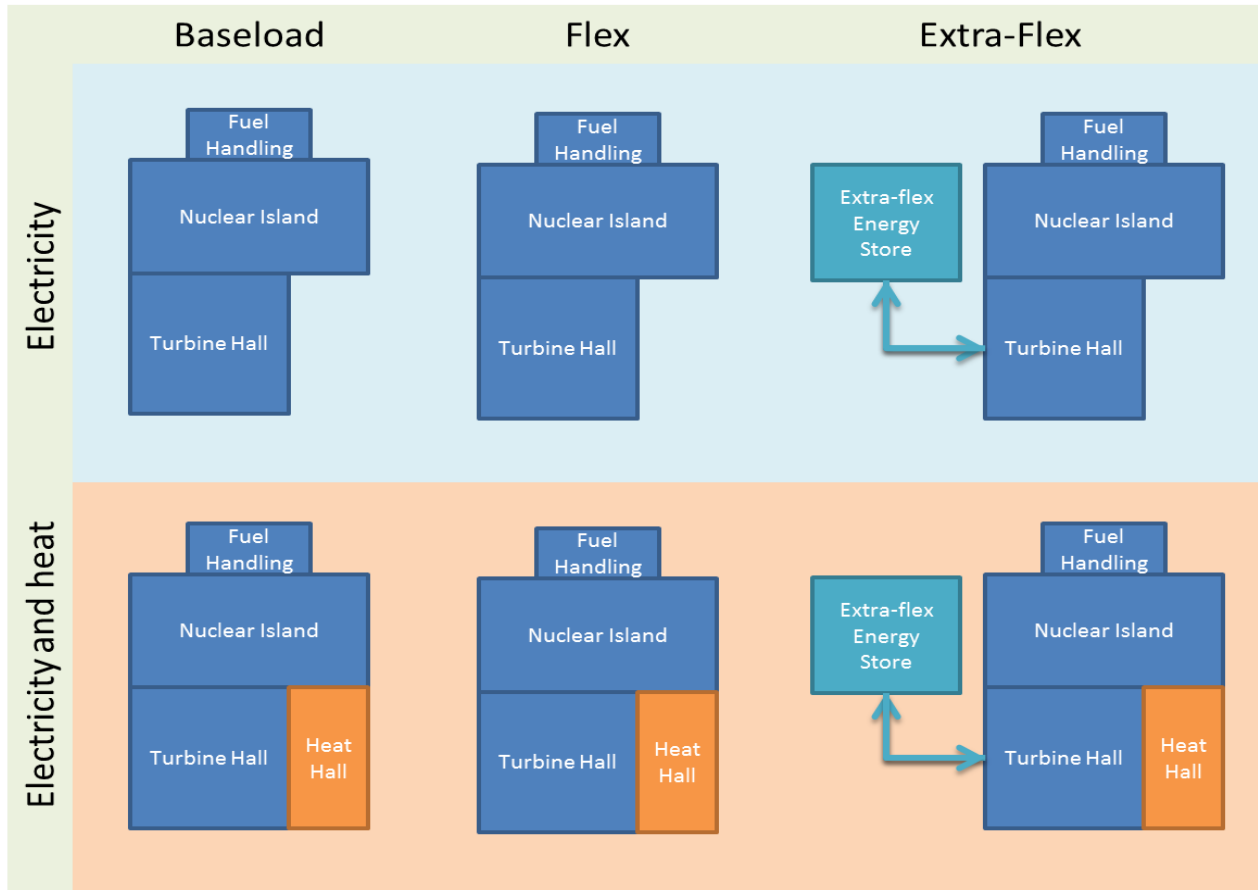 Baseload
Flex
Extra-Flex
Electricity
Fuel
Handling
Nuclear Island
Turbine Hall
Fuel
Handling
Nuclear Island
Turbine Hall
Extra-flex
Energy
Store
Fuel
Handling
Nuclear Island
Turbine Hall
Electricity and heat
Fuel
Handling
Nuclear Island
Turbine Hall
Heat
Hall
Fuel
Handling
Nuclear Island
Turbine Hall
Heat
Hall
Extra-flex
Energy
Store
Fuel
Handling
Nuclear Island
Turbine Hall
Heat
Hall